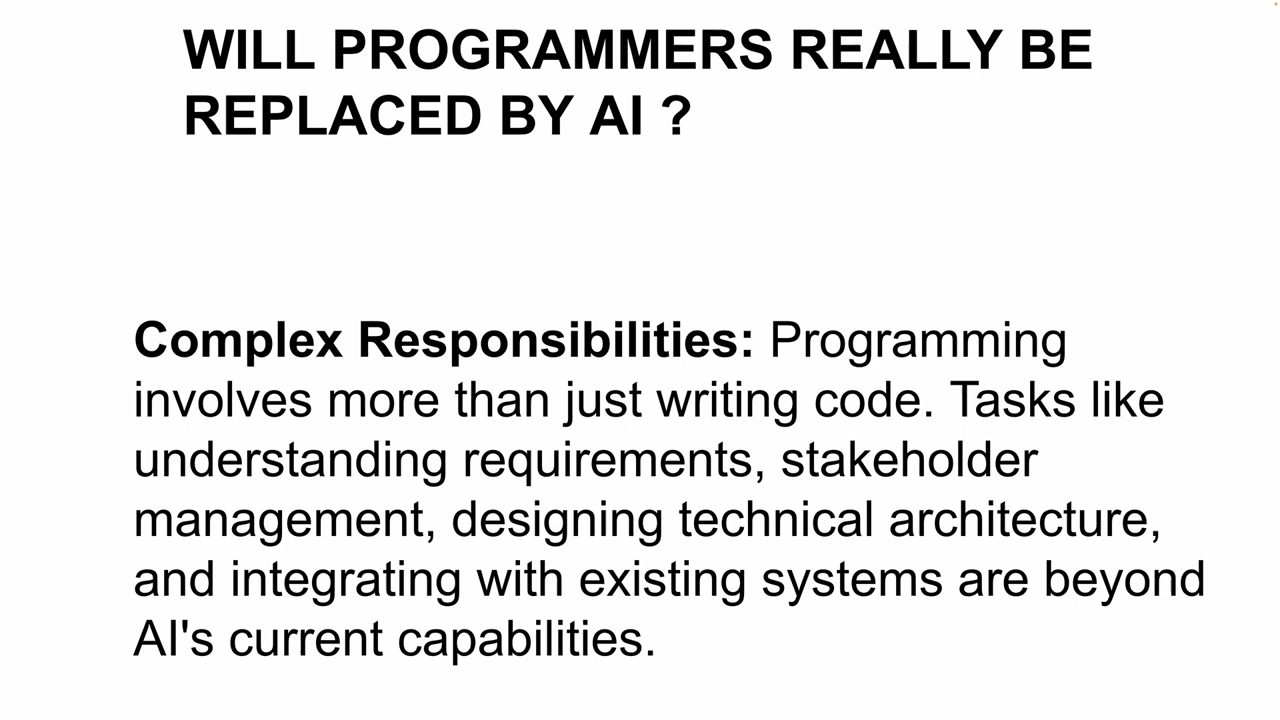 WILL PROGRAMMERS REALLY BE
REPLACED BY AI ?
Complex Responsibilities: Programming
involves more than just writing code. Tasks like
understanding requirements, stakeholder
management, designing technical architecture,
and integrating with existing systems are beyond
AI's current capabilities.